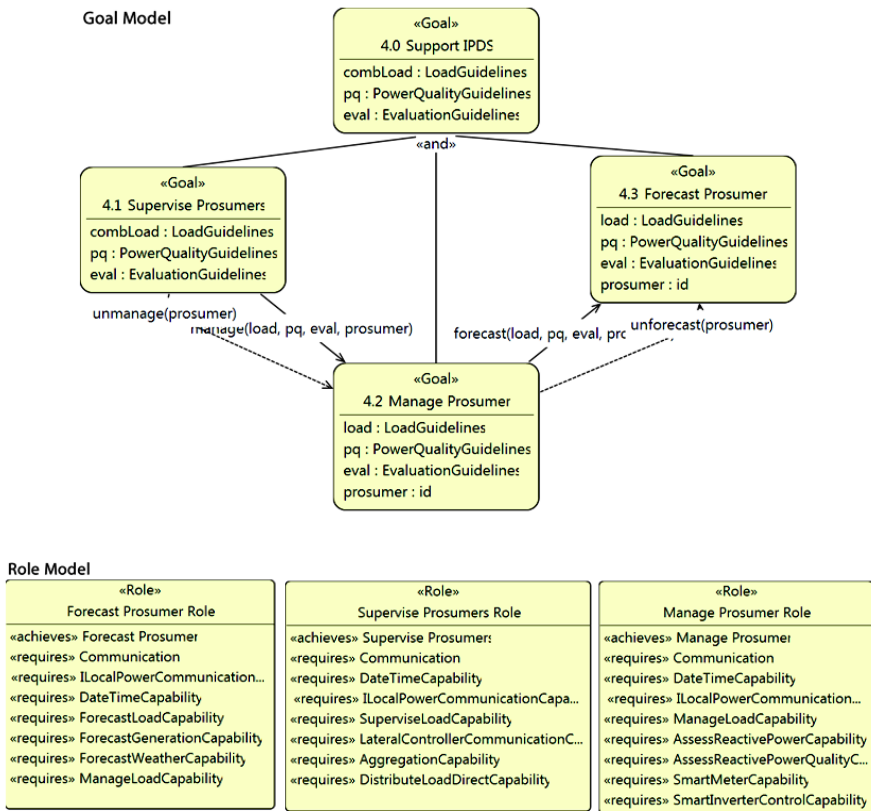 Goal Model
«Goal»
4.0 Support IPDS
combLoad : LoadGuidelines
pq : PowerQualityGuidelines
eval : EvaluationGuidelines
«and»
«Goal»
4.1 Supervise Prosumers
combLoad : LoadGuidelines
pq : PowerQualityGuidelines
eval : EvaluationGuidelines
«Goal»
4.3 Forecast Prosumer
load : LoadGuidelines
pq : PowerQualityGuidelines
eval : EvaluationGuidelines
prosumer : id
unmanage(prosumer)
manage(load, pq, eval, prosumer)
forecast(load, pq, eval, prc
unforecast(prosumer)
«Goal»
4.2 Manage Prosumer
load : LoadGuidelines
pq : PowerQualityGuidelines
eval : EvaluationGuidelines
prosumer : id
Role Model
«Role»
Forecast Prosumer Role
«achieves» Forecast Prosumer
«requires» Communication
«requires» ILocalPowerCommunication...
«requires» DateTimeCapability
«requires» ForecastLoadCapability
«requires» ForecastGenerationCapability
«requires» ForecastWeatherCapability
«requires» ManageLoadCapability
«Role»
Supervise Prosumers Role
«achieves» Supervise Prosumers
«requires» Communication
«requires» DateTimeCapability
«requires» ILocalPowerCommunicationCapa...
«requires» SuperviseLoadCapability
«requires» LateralControllerCommunicationC...
«requires» AggregationCapability
«requires» DistributeLoadDirectCapability
«Role»
Manage Prosumer Role
«achieves» Manage Prosumer
«requires» Communication
«requires» DateTimeCapability
«requires» ILocalPowerCommunication...
«requires» ManageLoadCapability
«requires» AssessReactivePowerCapability
«requires» AssessReactivePowerQualityC...
«requires» SmartMeterCapability
«requires» SmartInverterControlCapability